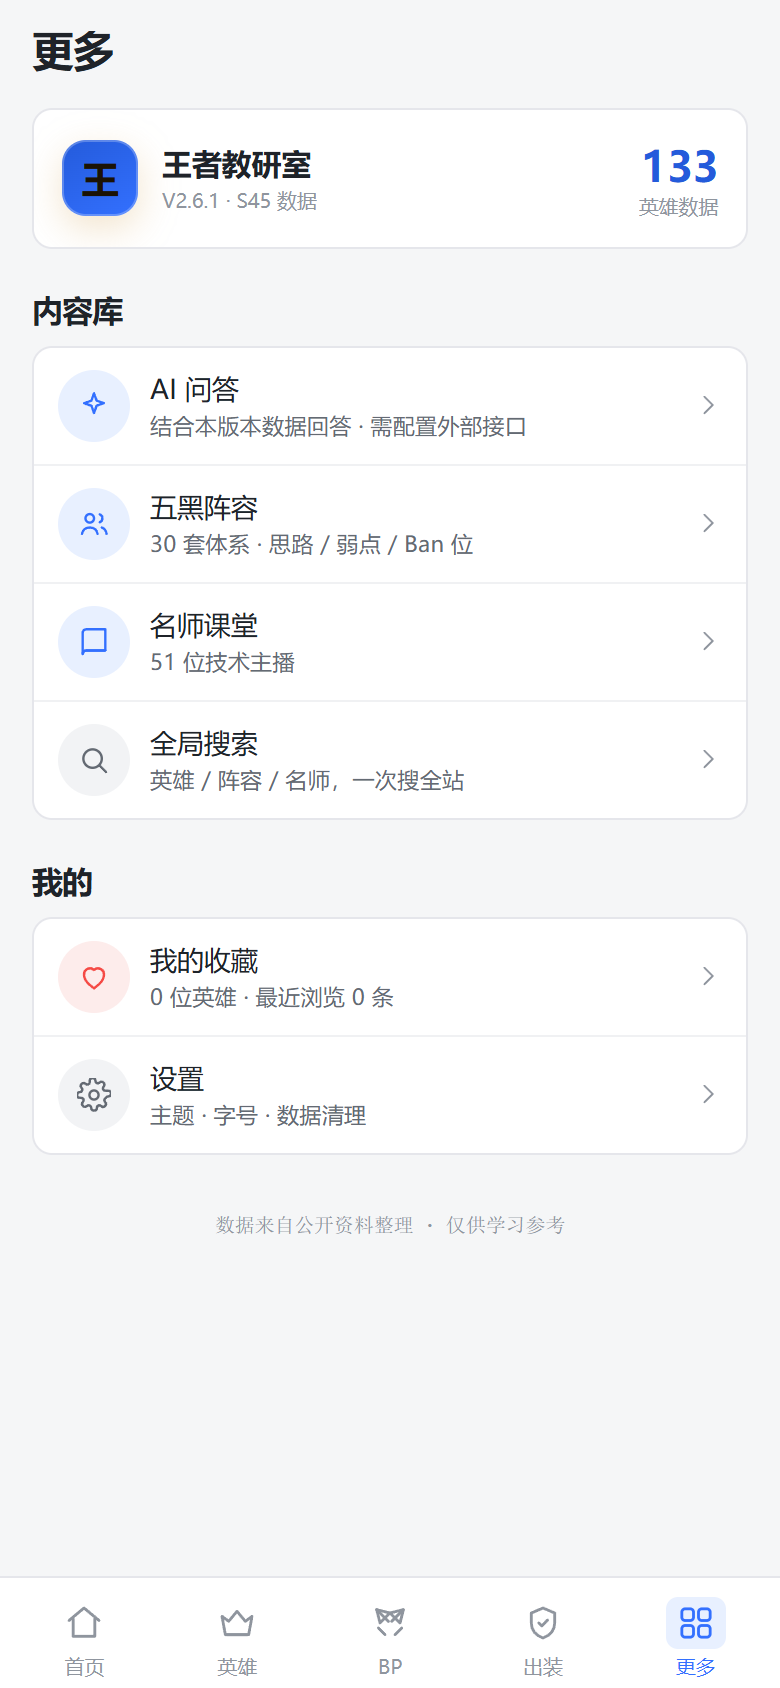 更多
王
王者教研室
V2.6.1 · S45 数据
133
英雄数据
内容库
AI 问答
结合本版本数据回答 · 需配置外部接口
五黑阵容
30 套体系 · 思路 / 弱点 / Ban 位
名师课堂
51 位技术主播
全局搜索
英雄 / 阵容 / 名师，一次搜全站
我的
我的收藏
0 位英雄 · 最近浏览 0 条
设置
主题 · 字号 · 数据清理
数据来自公开资料整理 · 仅供学习参考
首页
英雄
BP
出装
更多